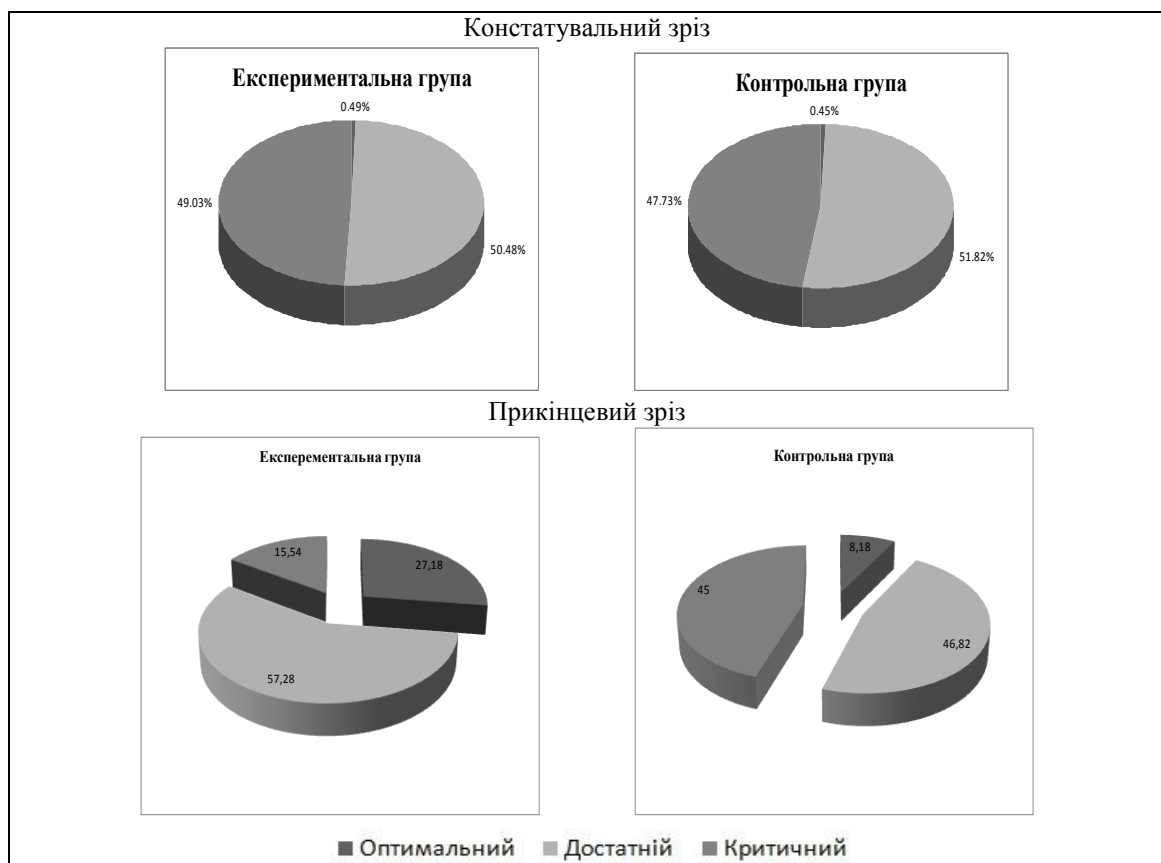 Констатувальний зріз
Експериментальна група
0.49%
49.03%
50.48%
Контрольна група
0.45%
47.73%
51.82%
Прикінцевий зріз
Експерементальна група
15,54
27,18
57,28
Контрольна група
8,18
45
46,82
Оптимальний Достатній Критичний